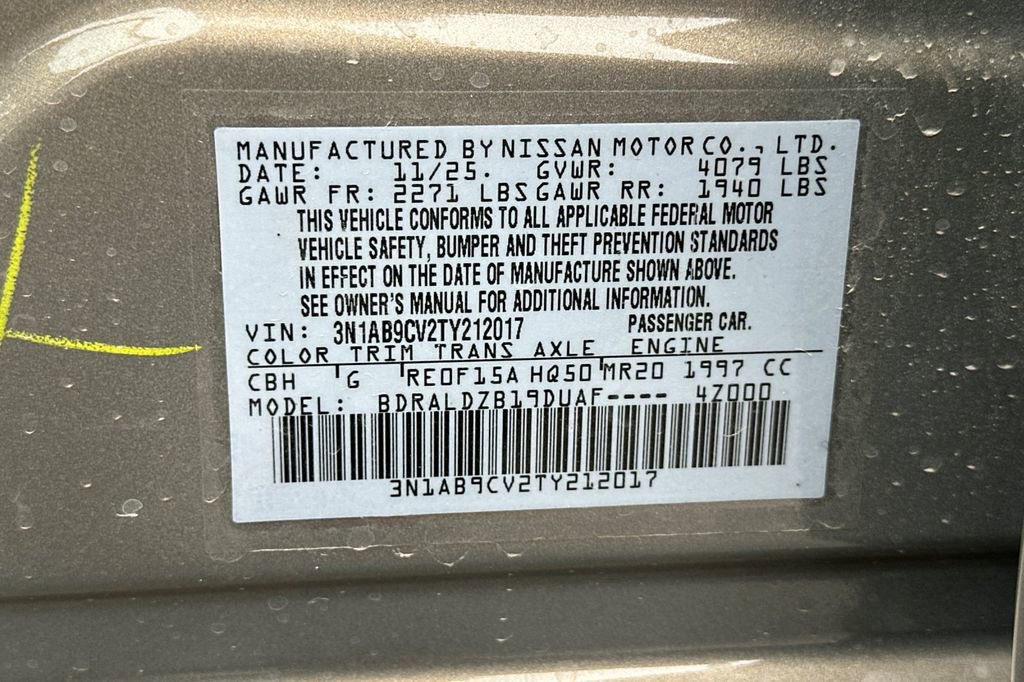 MANUFACTURED BY NISSAN MOTOR CO., LTD.
DATE: 11/25. GVWR: 4079 LBS
GAWR FR: 2271 LBS GAWR RR: 1940 LBS
THIS VEHICLE CONFORMS TO ALL APPLICABLE FEDERAL MOTOR
VEHICLE SAFETY, BUMPER AND THEFT PREVENTION STANDARDS
IN EFFECT ON THE DATE OF MANUFACTURE SHOWN ABOVE.
SEE OWNER'S MANUAL FOR ADDITIONAL INFORMATION.
VIN: 3N1AB9CV2TY212017 PASSENGER CAR.
COLOR TRIM TRANS AXLE ENGINE
CBH G RE0F15A HQ50 MR20 1997 CC
MODEL: BDRALDZB19DUAF---- 4Z000
3N1AB9CV2TY212017